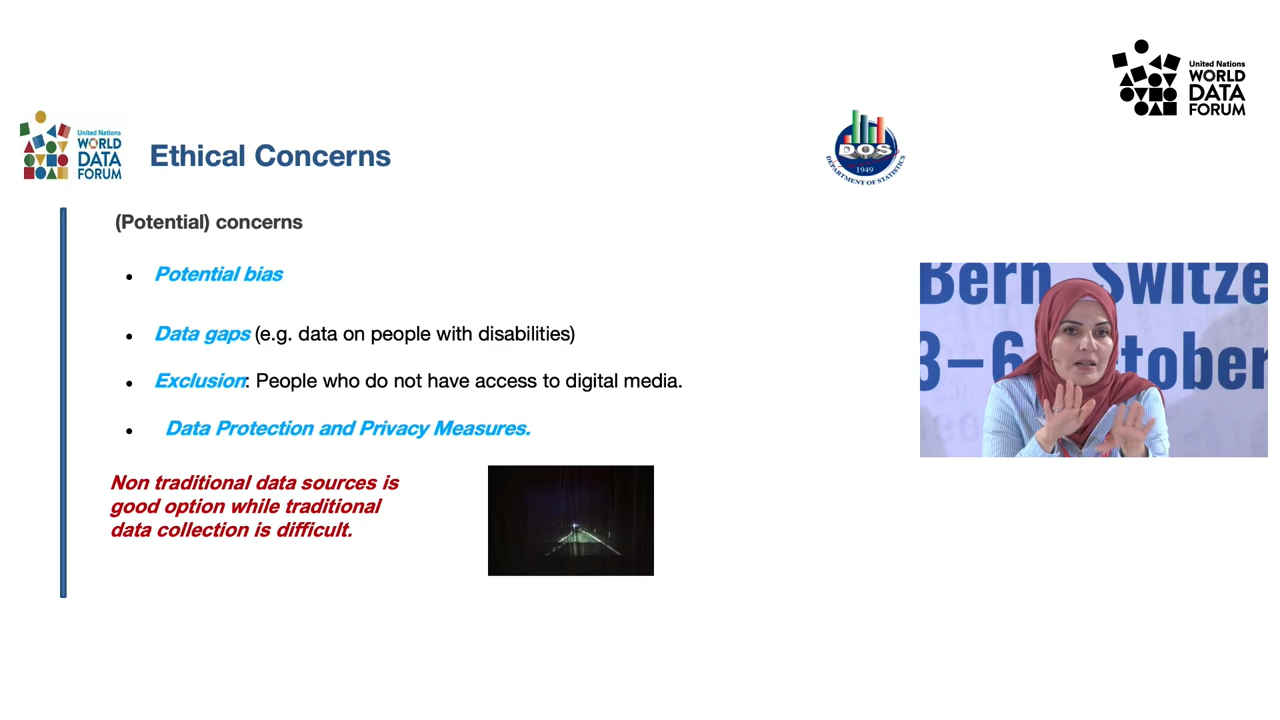 United Nations
WORLD
DATA
FORUM
United Nations
WORLD
DATA
FORUM
Ethical Concerns
DOS
1949
DEPARTMENT OF STATISTICS
(Potential) concerns
• Potential bias
• Data gaps (e.g. data on people with disabilities)
• Exclusion: People who do not have access to digital media.
• Data Protection and Privacy Measures.
Non traditional data sources is
good option while traditional
data collection is difficult.
Bern, Switze
3–6 ctober